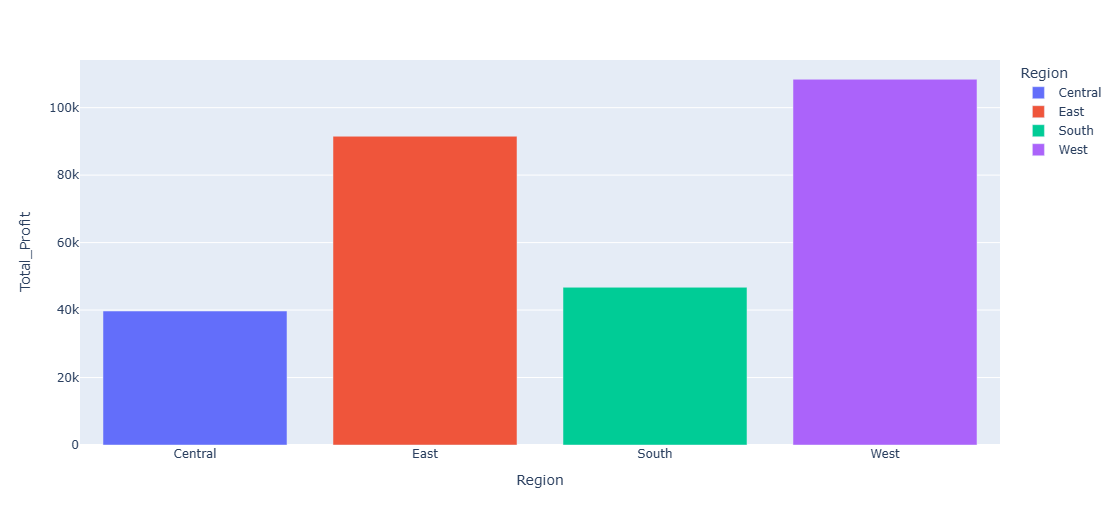 Total_Profit
100k
80k
60k
40k
20k
0
Central
East
South
West
Region
Region
Central
East
South
West